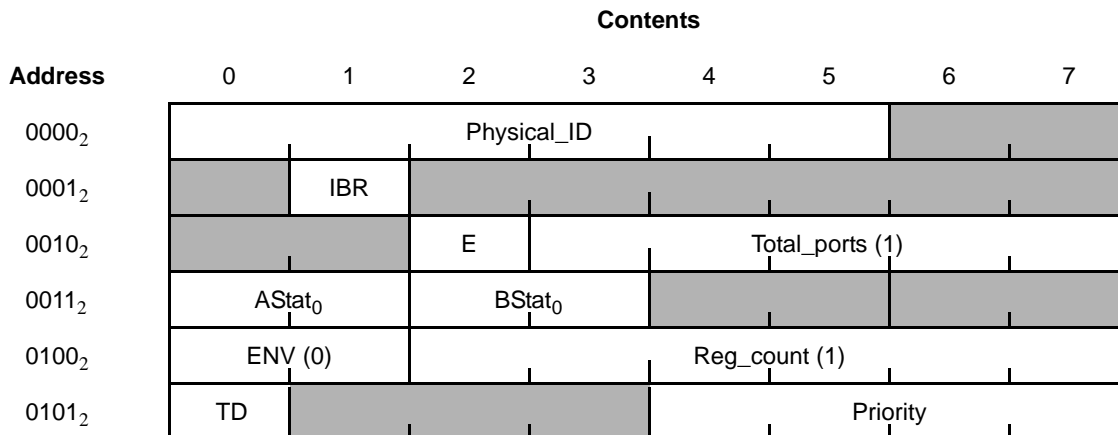 Contents
Address 0 1 2 3 4 5 6 7
0000₂ Physical_ID
0001₂ IBR
0010₂ E Total_ports (1)
0011₂ AStat₀ BStat₀
0100₂ ENV (0) Reg_count (1)
0101₂ TD Priority